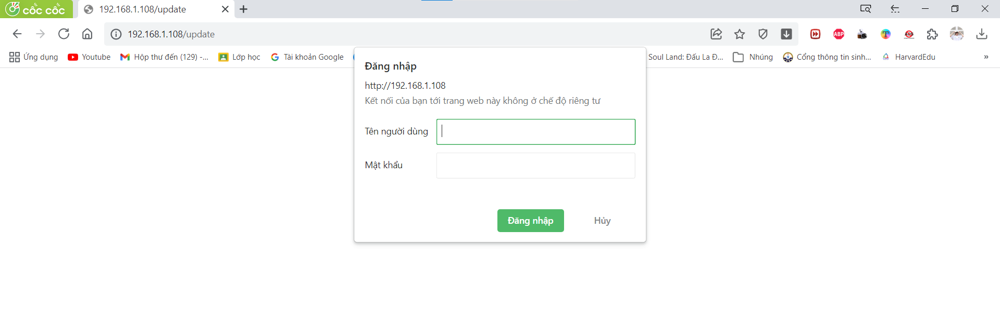 cốc cốc
192.168.1.108/update
192.168.1.108/update
ABP
T
ADS
Ứng dụng
Youtube
Hộp thư đến (129) -...
Lớp học
Tài khoản Google
Soul Land: Đấu La Đ...
Nhúng
Cổng thông tin sinh...
HarvardEdu
»
Đăng nhập
http://192.168.1.108
Kết nối của bạn tới trang web này không ở chế độ riêng tư
Tên người dùng
Mật khẩu
Đăng nhập
Hủy